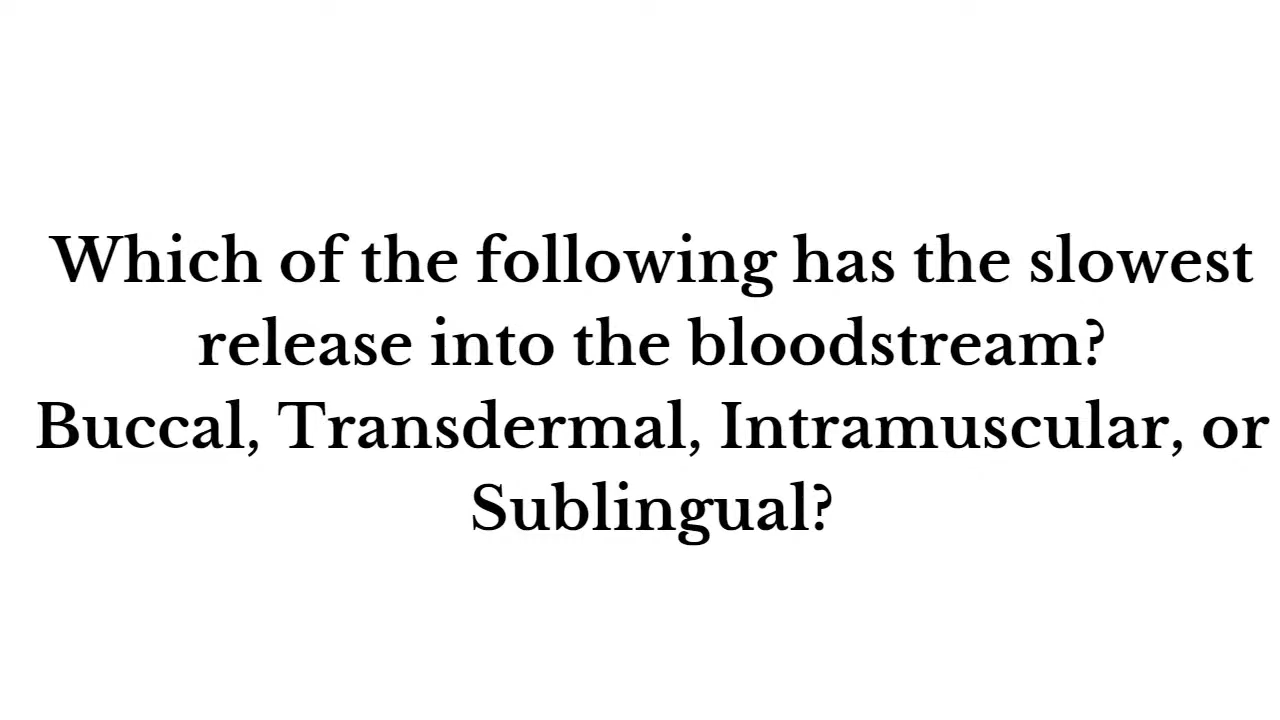 Which of the following has the slowest
release into the bloodstream?
Buccal, Transdermal, Intramuscular, or
Sublingual?